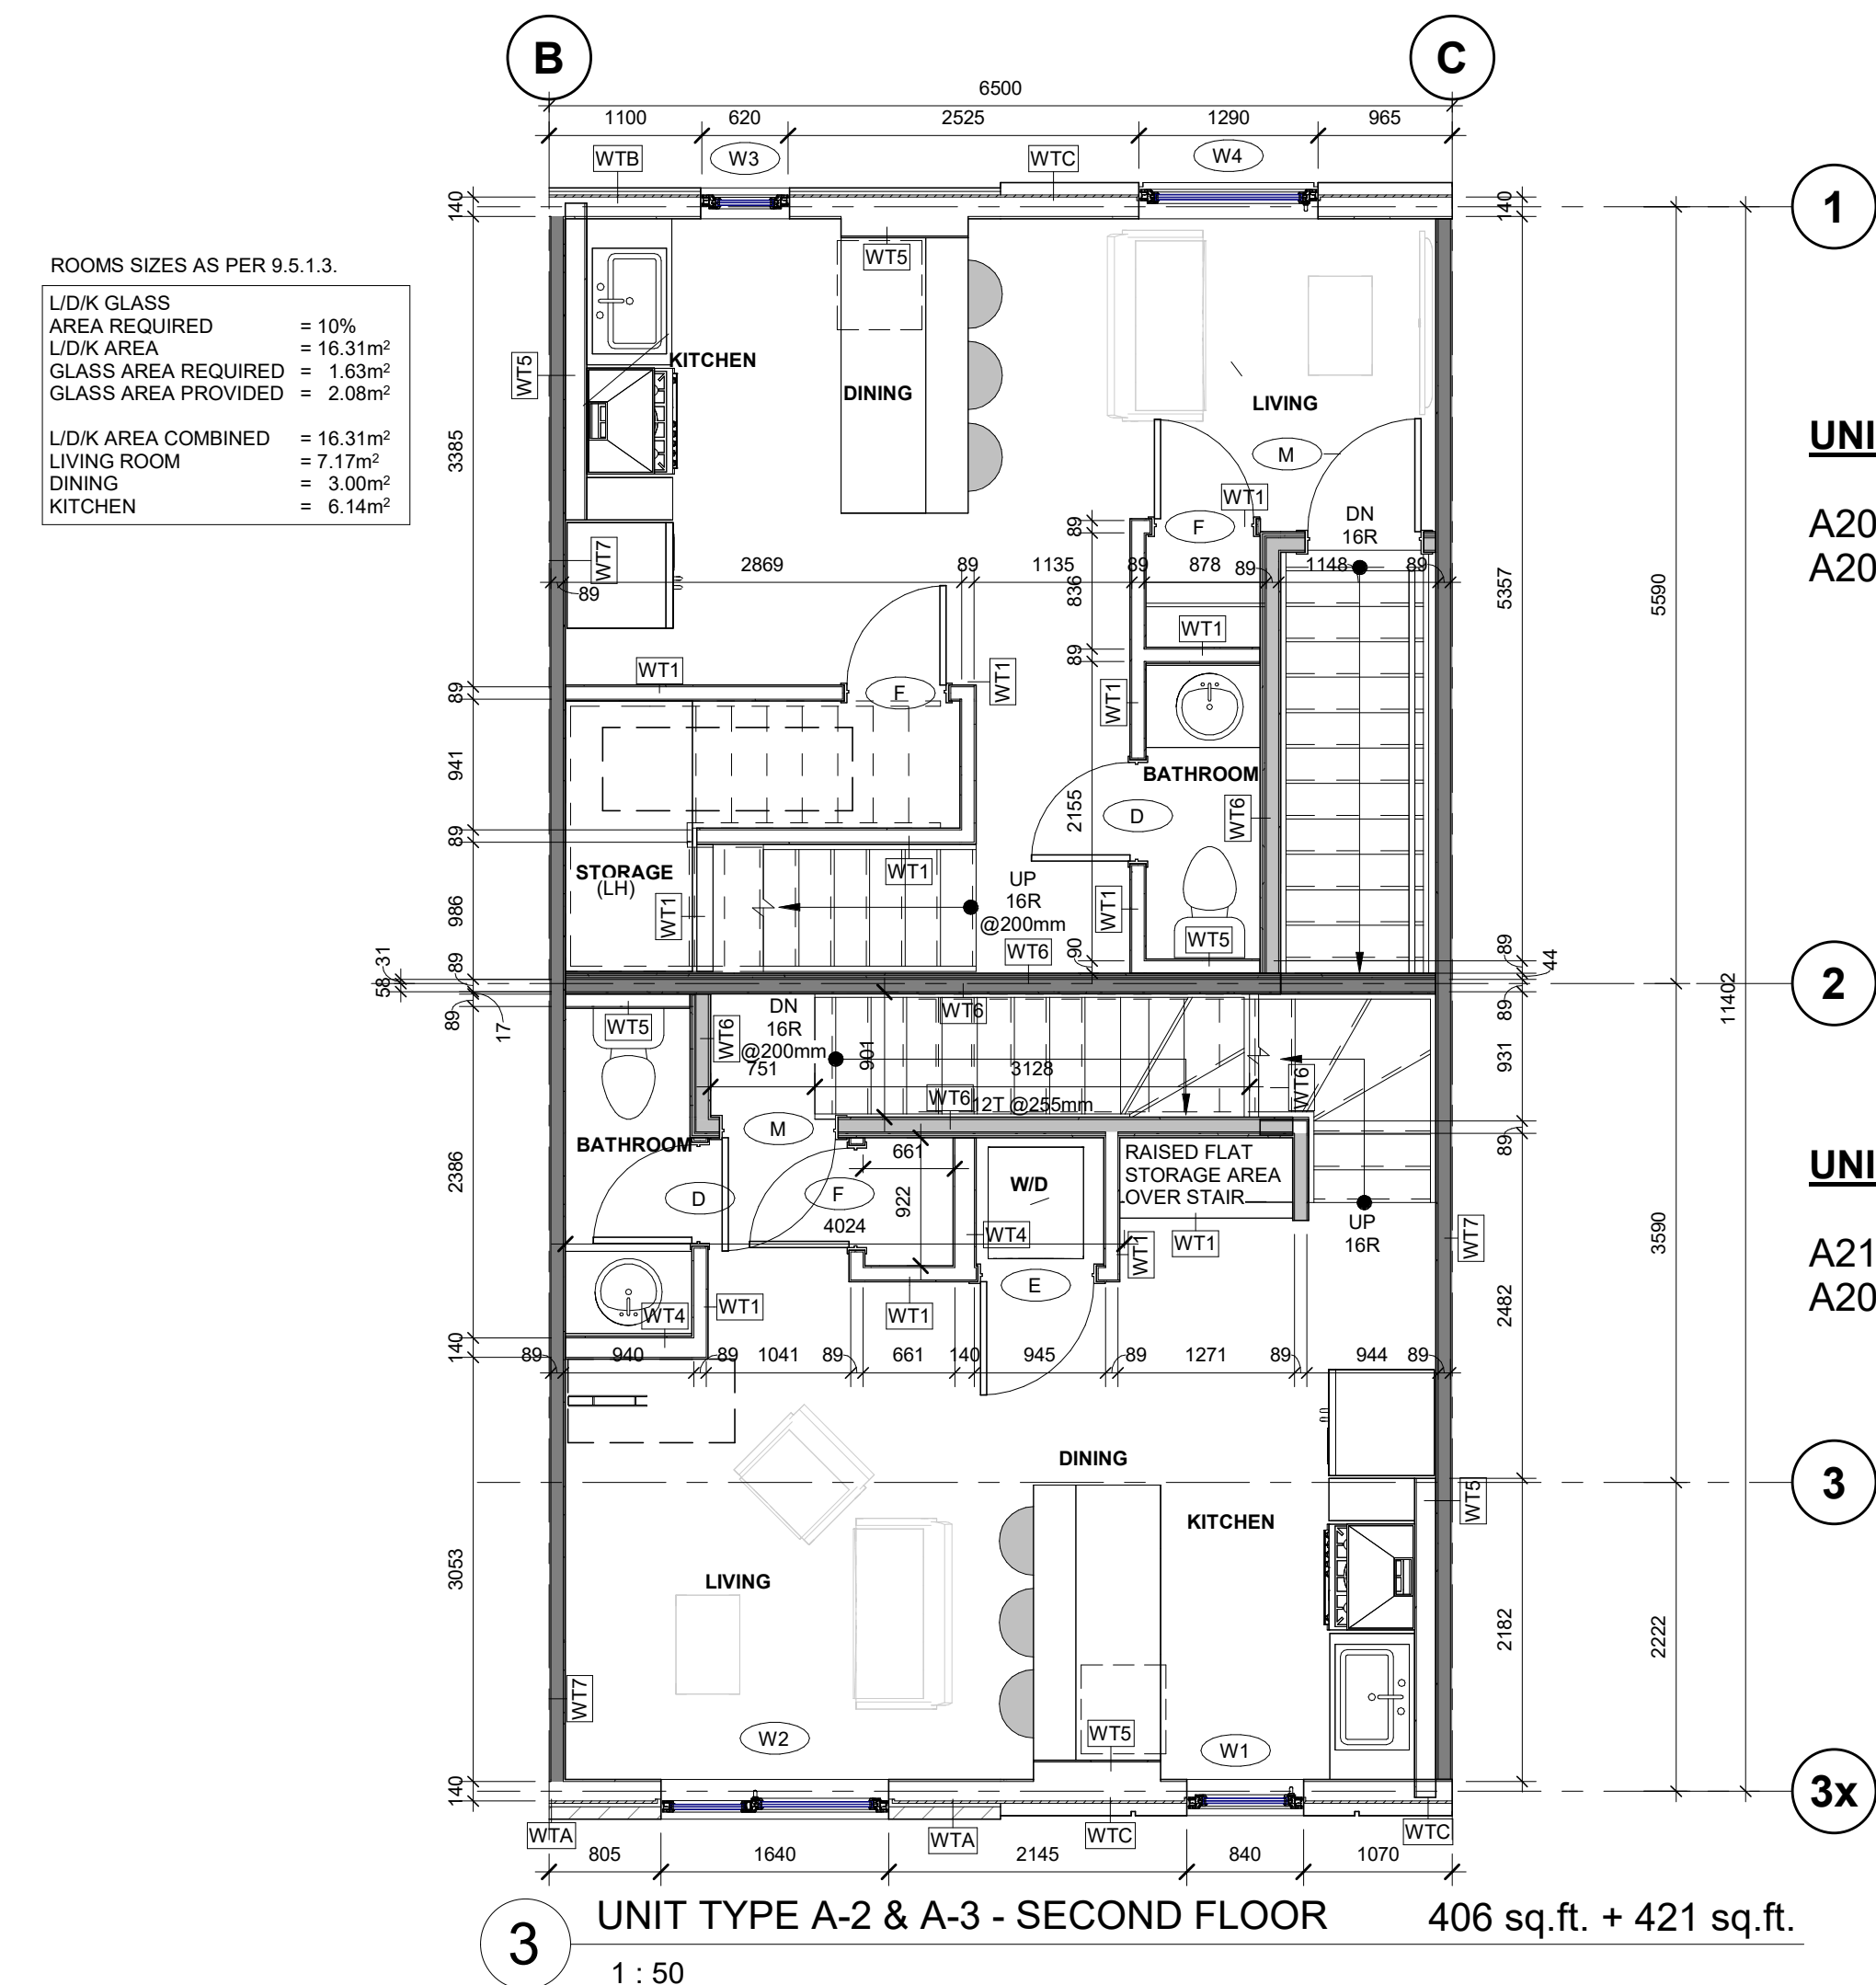 B
C
6500
1100 620 2525 1290 965
WTB W3 WTC W4
140
140
1
ROOMS SIZES AS PER 9.5.1.3.
L/D/K GLASS
AREA REQUIRED = 10%
L/D/K AREA = 16.31m²
GLASS AREA REQUIRED = 1.63m²
GLASS AREA PROVIDED = 2.08m²
L/D/K AREA COMBINED = 16.31m²
LIVING ROOM = 7.17m²
DINING = 3.00m²
KITCHEN = 6.14m²
WT5
WT5
KITCHEN
DINING
LIVING
M
3385
UNI
A20
A20
WT1
F
DN
16R
89
WT7
2869 89 1135 89 878 89 1148 89
89
836
5357
5590
WT1
89
WT1
WT1
F
89
WT1
941
BATHROOM
2155
D
WT6
89
STORAGE
(LH)
WT1
WT1
986
UP
16R
@200mm
WT1
WT6
WT5
90
89
44
31
58
89
2
11402
89
17
WT5
WT6
DN
16R
@200mm
751
901
WT6
3128
WT6
12T @255mm
WT6
89
931
89
M
BATHROOM
2386
661
D
F
922
4024
W/D
WT4
RAISED FLAT
STORAGE AREA
OVER STAIR
WT1
WT1
UP
16R
WT7
3590
UNI
A21
A20
E
WT1
WT4
WT1
2482
140
89 940 89 1041 89 661 140 945 89 1271 89 944 89
DINING
3
WT5
KITCHEN
LIVING
3053
2182
2222
WT7
W2
WT5
W1
140
3x
WTA
WTA
WTC
WTC
805 1640 2145 840 1070
3
UNIT TYPE A-2 & A-3 - SECOND FLOOR 406 sq.ft. + 421 sq.ft.
1 : 50